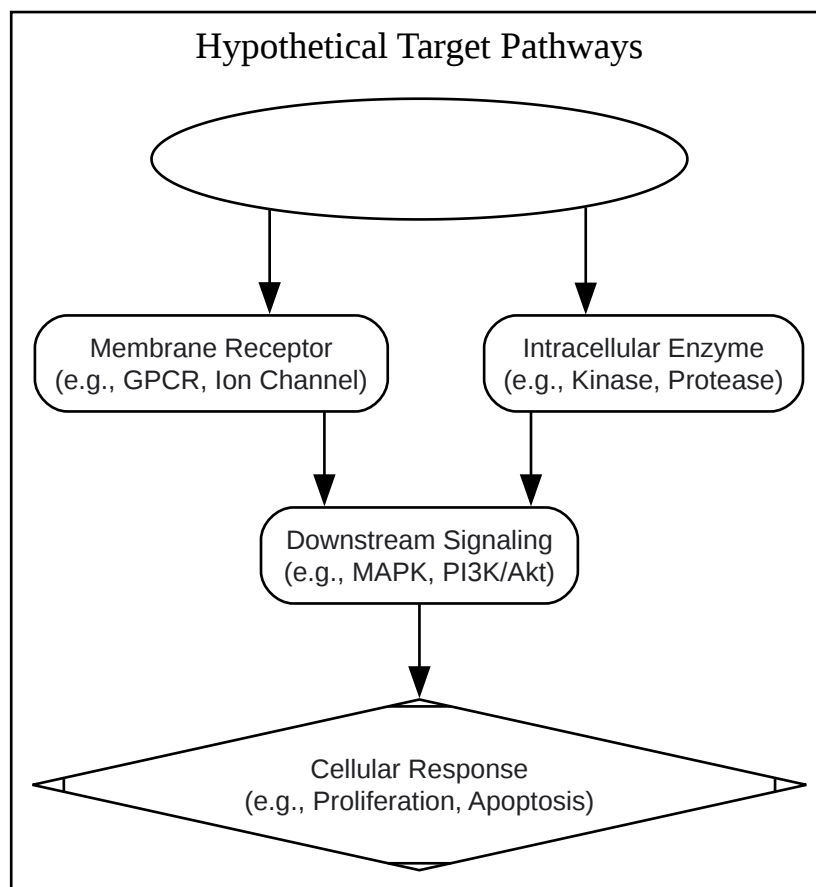 Hypothetical Target Pathways
Membrane Receptor
(e.g., GPCR, Ion Channel)
Intracellular Enzyme
(e.g., Kinase, Protease)
Downstream Signaling
(e.g., MAPK, PI3K/Akt)
Cellular Response
(e.g., Proliferation, Apoptosis)